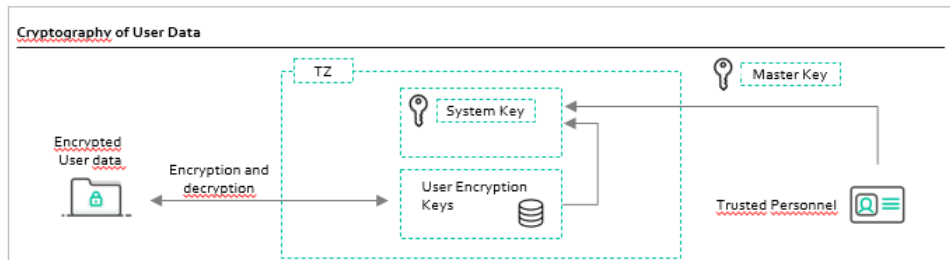 Cryptography of User Data
TZ
Master Key
System Key
Encrypted
User data
Encryption and
decryption
User Encryption
Keys
Trusted Personnel